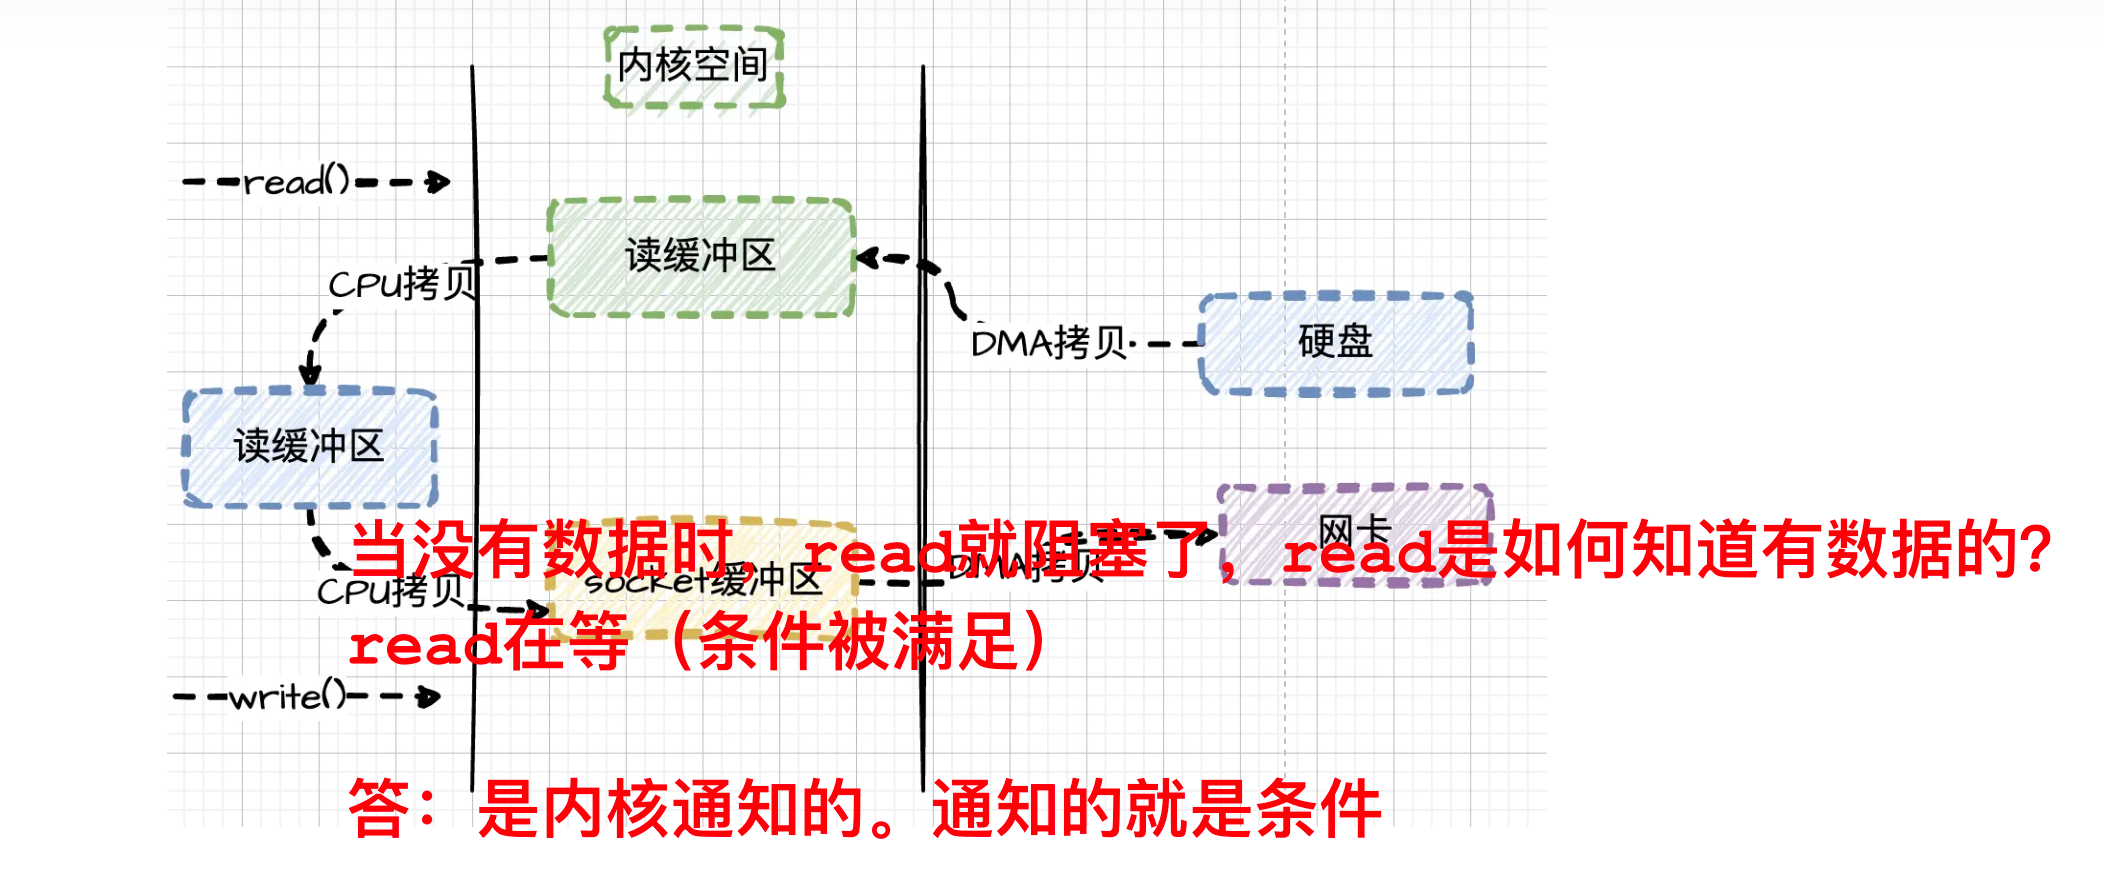 内核空间
read()
读缓冲区
CPU拷贝
DMA拷贝
硬盘
读缓冲区
网卡
当没有数据时，read就阻塞了，read是如何知道有数据的？
DMA拷贝
socket缓冲区
CPU拷贝
read在等（条件被满足）
write()
答：是内核通知的。通知的就是条件